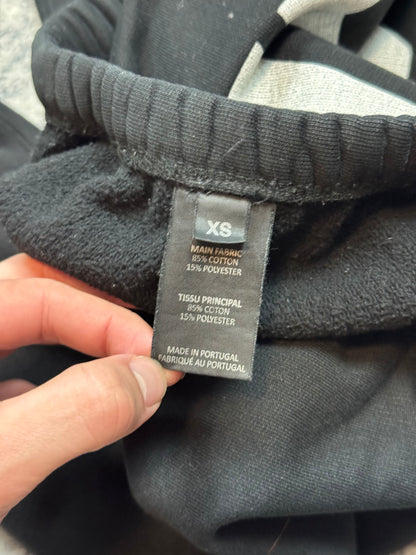 XS
MAIN FABRIC
85% COTTON
15% POLYESTER
TISSU PRINCIPAL
85% COTON
15% POLYESTER
MADE IN PORTUGAL
FABRIQUÉ AU PORTUGAL